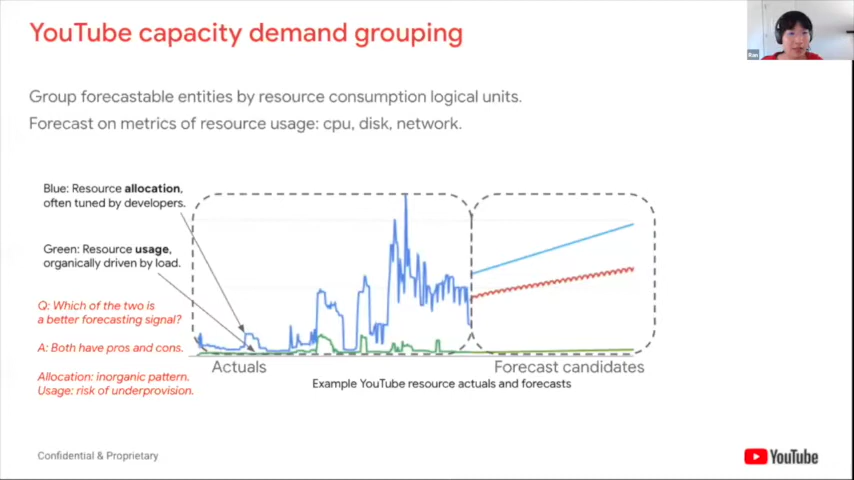 YouTube capacity demand grouping
Group forecastable entities by resource consumption logical units.
Forecast on metrics of resource usage: cpu, disk, network.
Blue: Resource allocation,
often tuned by developers.
Green: Resource usage,
organically driven by load.
Q: Which of the two is
a better forecasting signal?
A: Both have pros and cons.
Allocation: inorganic pattern.
Usage: risk of underprovision.
Actuals
Forecast candidates
Example YouTube resource actuals and forecasts
Confidential & Proprietary
YouTube